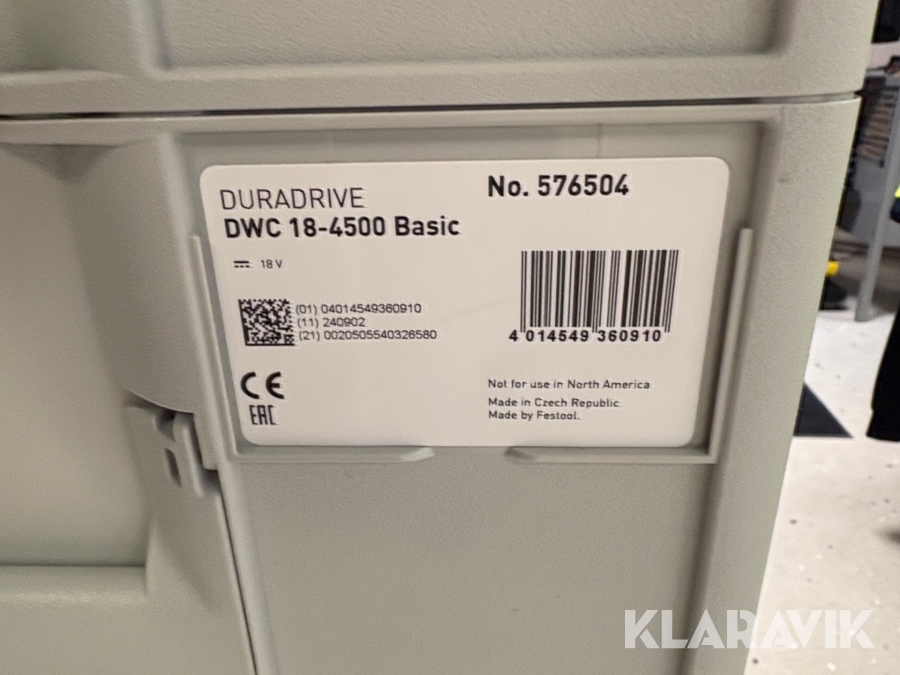 DURADRIVE
DWC 18-4500 Basic
No. 576504
18 V
(01) 04014549360910
(11) 240902
(21) 0020505540326580
4 014549 360910
CE
EAC
Not for use in North America
Made in Czech Republic.
Made by Festool.
KLARAVIK